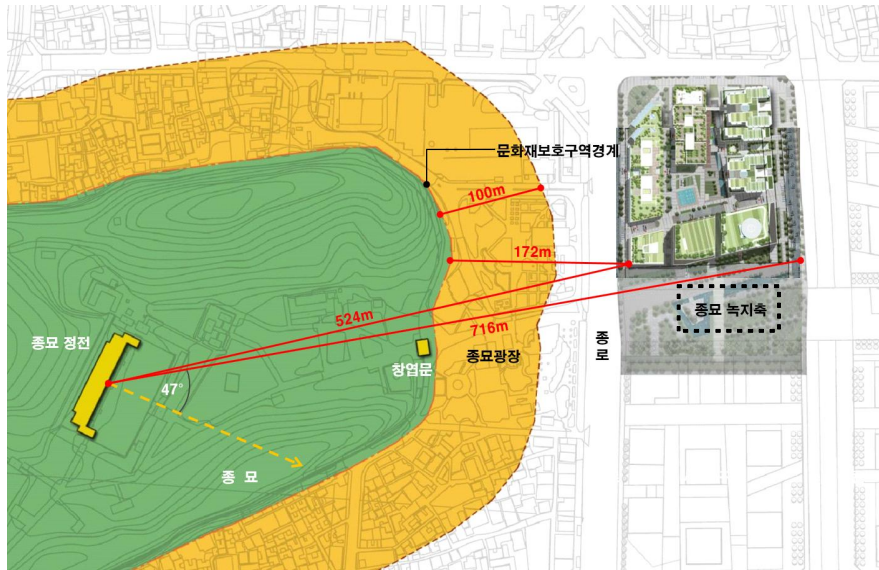 문화재보호구역경계
100m
172m
524m
716m
종묘 녹지축
종묘 정전
47°
창엽문
종묘광장
종로
종 묘